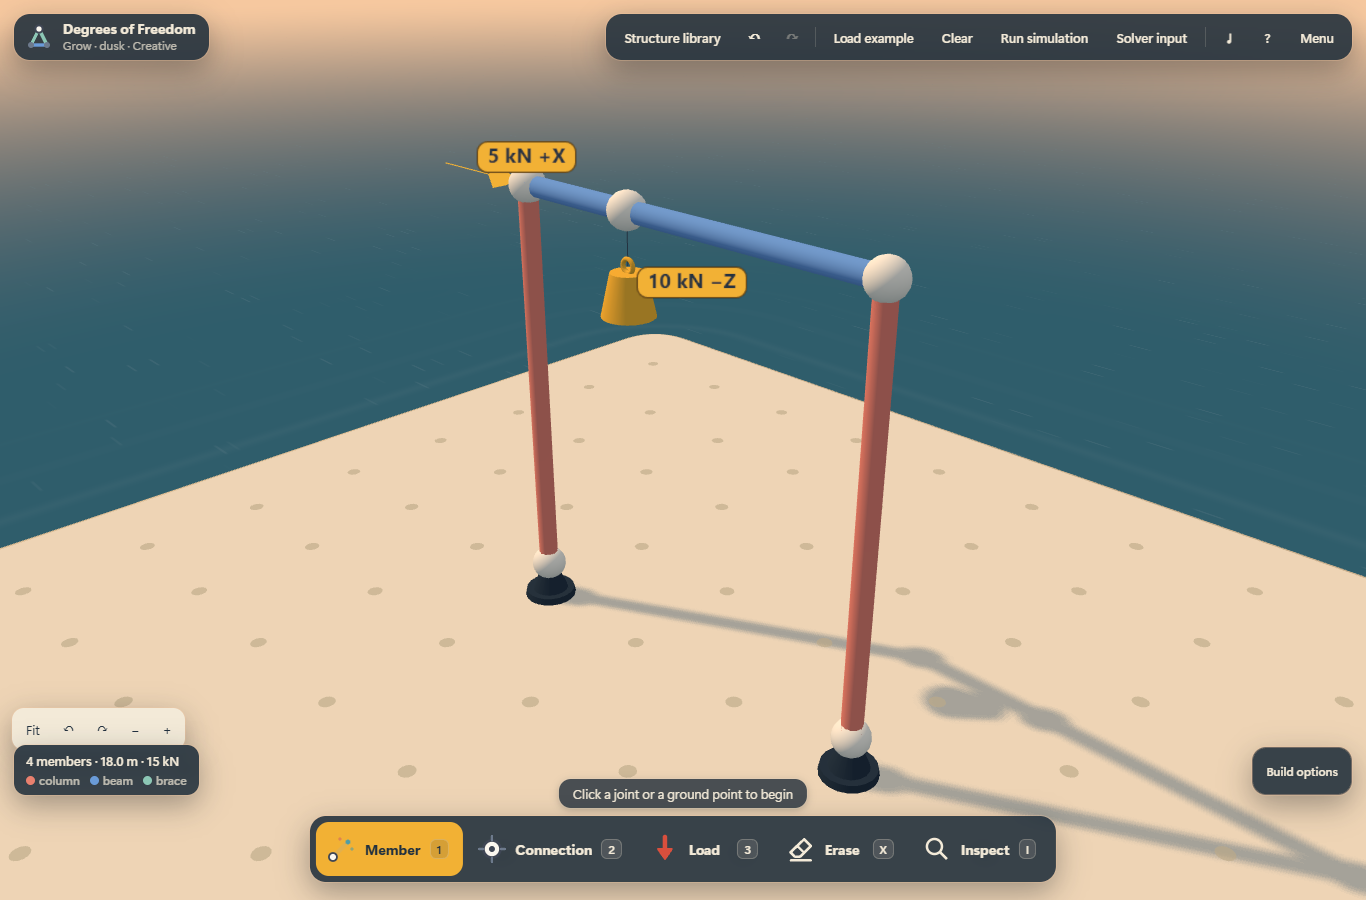 Degrees of Freedom
Grow · dusk · Creative
Structure library
Load example
Clear
Run simulation
Solver input
?
Menu
5 kN +X
10 kN −Z
Fit
−
+
4 members · 18.0 m · 15 kN
column
beam
brace
Build options
Click a joint or a ground point to begin
Member 1
Connection 2
Load 3
Erase X
Inspect I